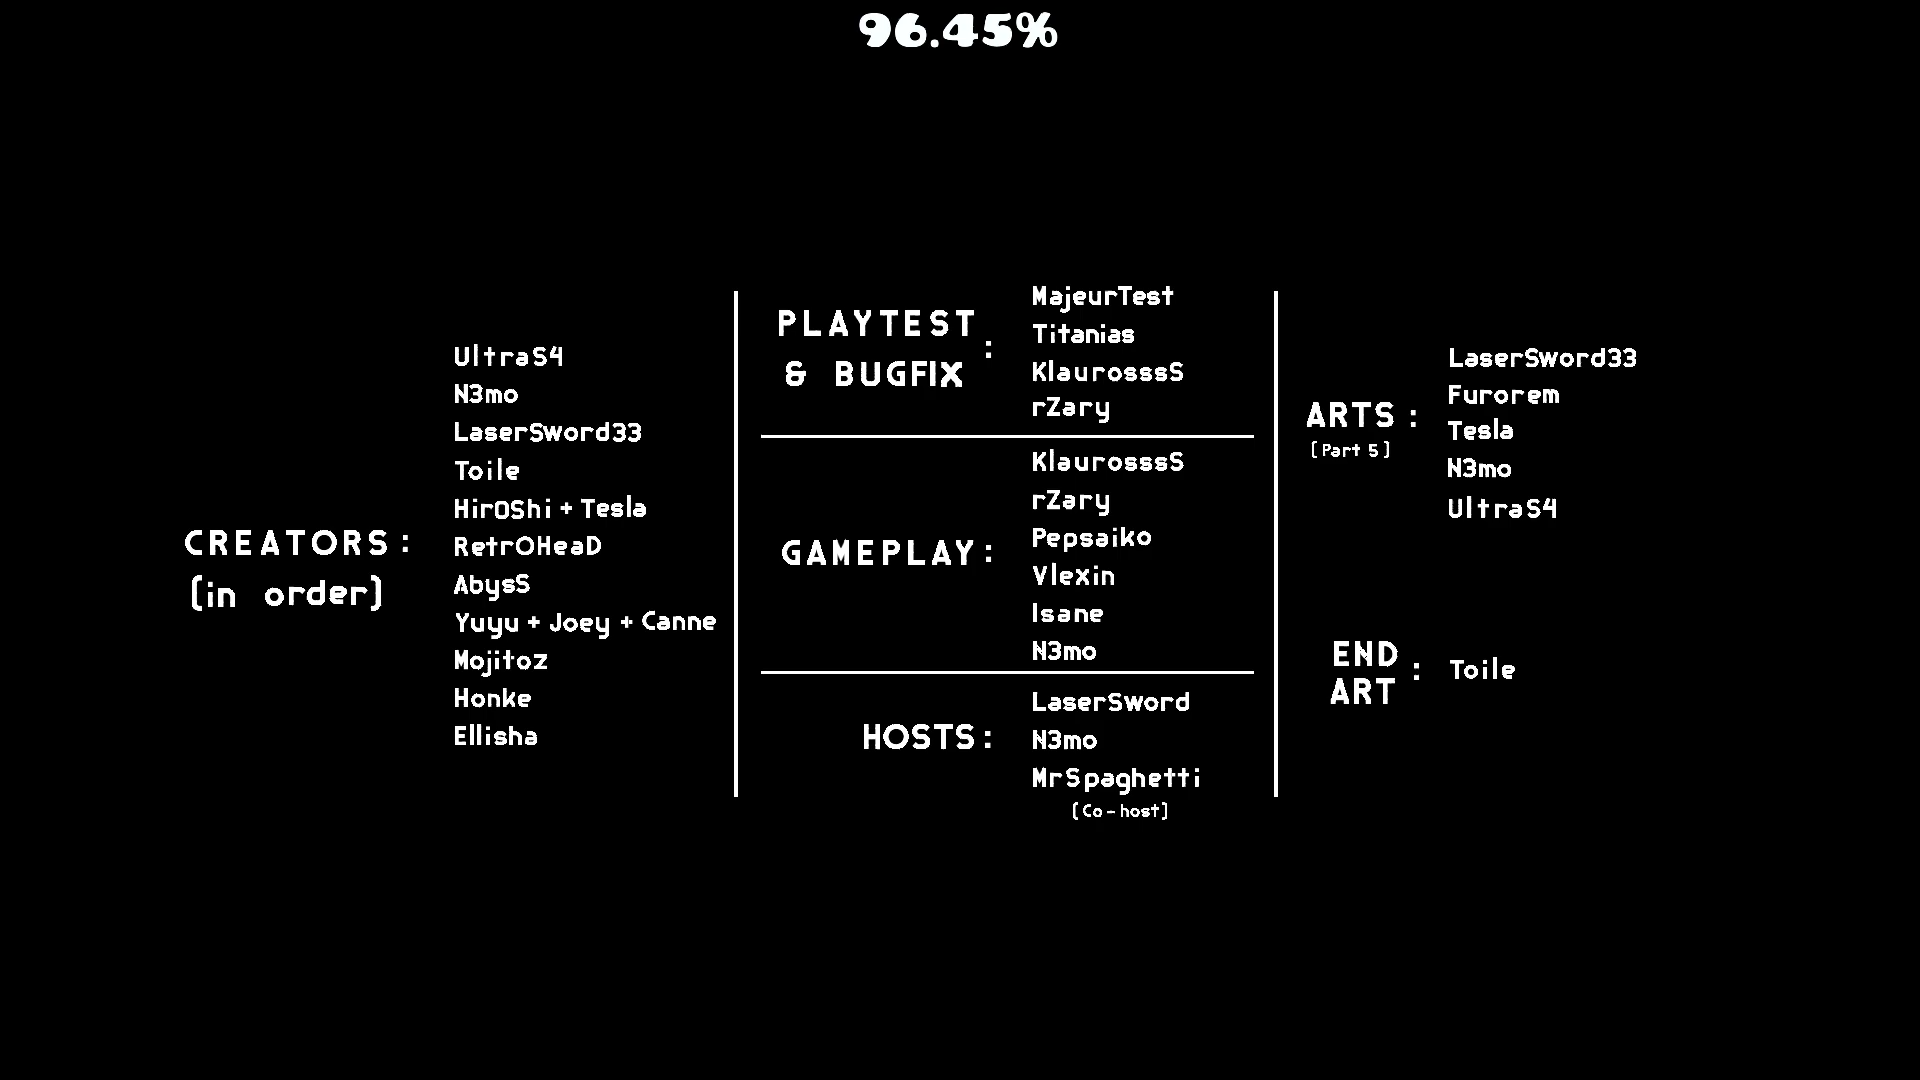 96.45%
CREATORS:
(in order)
UltraS4
N3mo
LaserSword33
Toile
HirOShi + Tesla
RetrOHeaD
AbysS
Yuyu + Joey + Canne
Mojitoz
Honke
Ellisha
PLAYTEST
& BUGFIX :
MajeurTest
Titanias
KlaurosssS
rZary
GAMEPLAY:
KlaurosssS
rZary
Pepsaiko
Vlexin
Isane
N3mo
HOSTS:
LaserSword
N3mo
MrSpaghetti
(Co-host)
ARTS :
(Part 5)
LaserSword33
Furorem
Tesla
N3mo
UltraS4
END
ART :
Toile